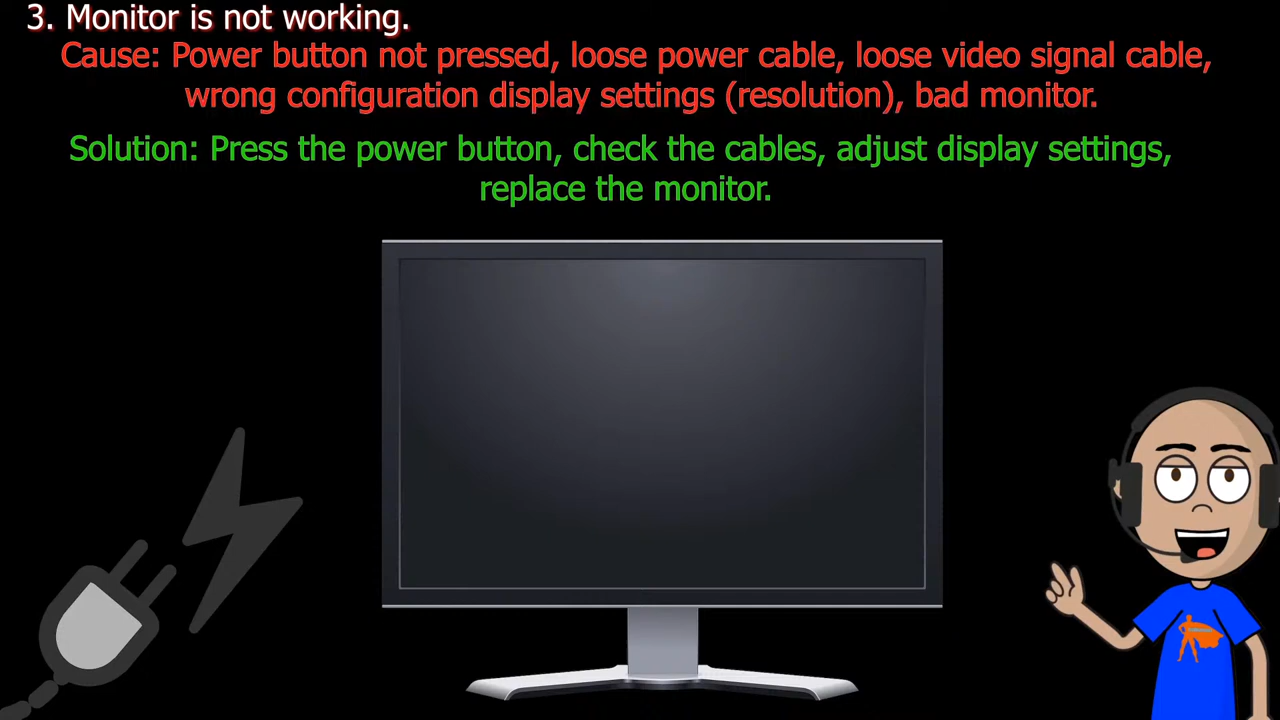 3. Monitor is not working.
Cause: Power button not pressed, loose power cable, loose video signal cable,
wrong configuration display settings (resolution), bad monitor.
Solution: Press the power button, check the cables, adjust display settings,
replace the monitor.